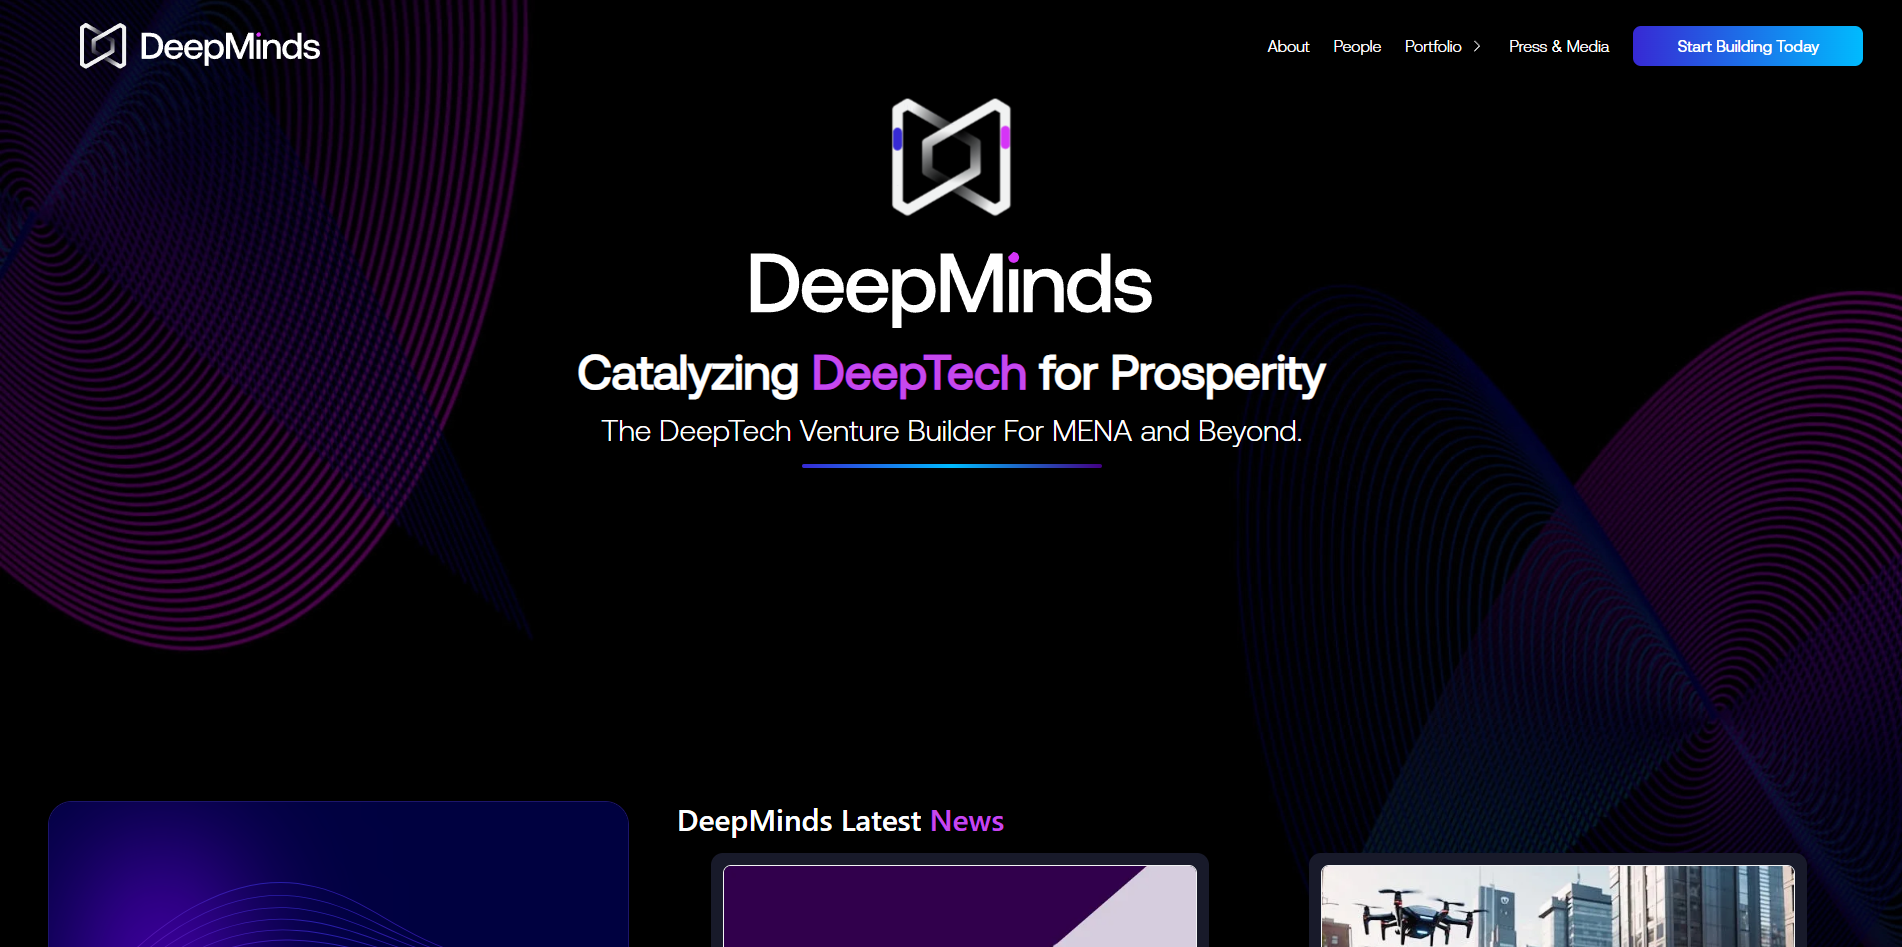 DeepMinds
About People Portfolio Press & Media Start Building Today
DeepMinds
Catalyzing DeepTech for Prosperity
The DeepTech Venture Builder For MENA and Beyond.
DeepMinds Latest News